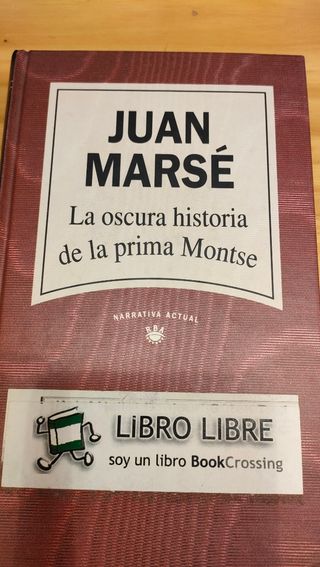 JUAN
MARSÉ
La oscura historia
de la prima Montse
NARRATIVA ACTUAL
RBA
LiBRO LIBRE
soy un libro BookCrossing